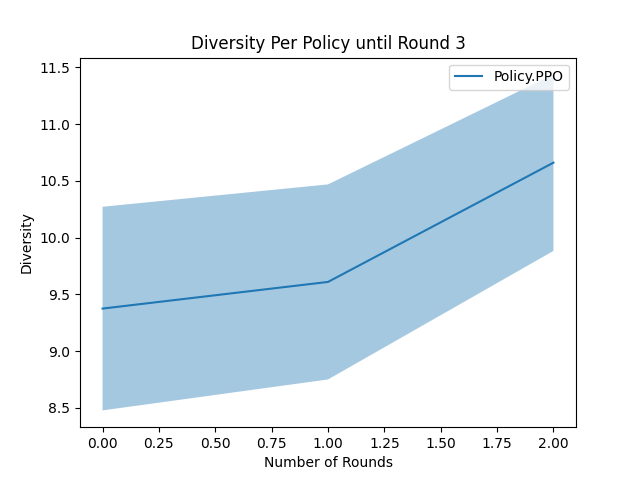 Diversity Per Policy until Round 3
Policy.PPO
11.5
11.0
10.5
10.0
9.5
9.0
8.5
Diversity
0.00 0.25 0.50 0.75 1.00 1.25 1.50 1.75 2.00
Number of Rounds